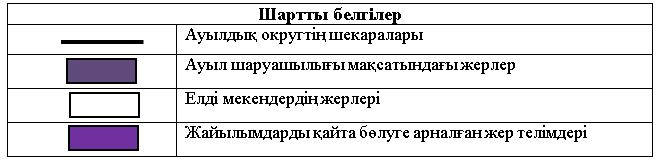 Шартты белгілер
Ауылдық округтің шекаралары
Ауыл шаруашылығы мақсатындағы жерлер
Елді мекендердің жерлері
Жайылымдарды қайта бөлуге арналған жер телімдері